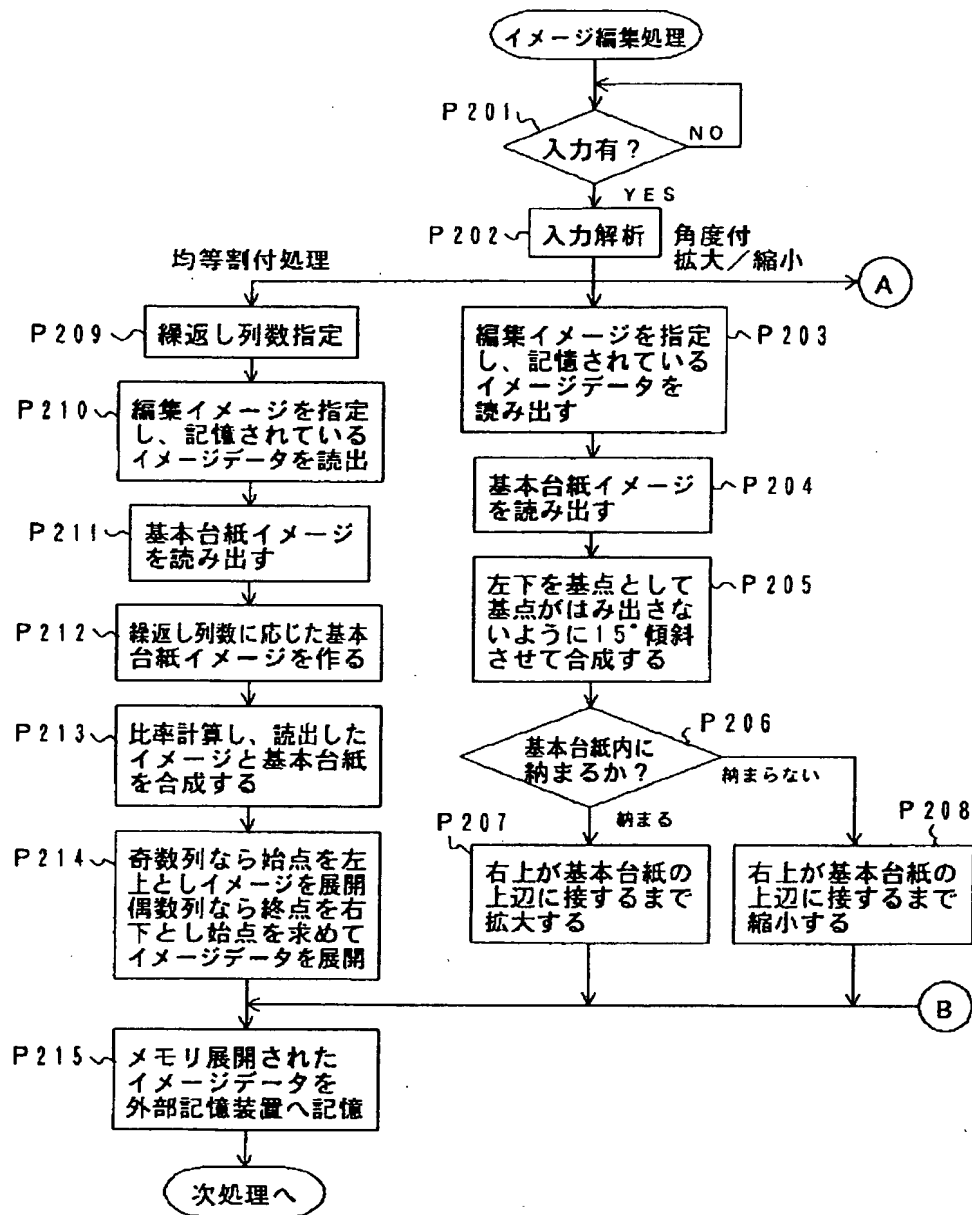 イメージ編集処理
P201
入力有?
NO
YES
P202
入力解析
角度付
拡大/縮小
均等割付処理
A
P209
繰返し列数指定
P210
編集イメージを指定
し、記憶されている
イメージデータを読出
P211
基本台紙イメージ
を読み出す
P212
繰返し列数に応じた基本
台紙イメージを作る
P213
比率計算し、読出した
イメージと基本台紙
を合成する
P214
奇数列なら始点を左
上としイメージを展開
偶数列なら終点を右
下とし始点を求めて
イメージデータを展開
P203
編集イメージを指定
し、記憶されている
イメージデータを
読み出す
P204
基本台紙イメージ
を読み出す
P205
左下を基点として
基点がはみ出さな
いように15°傾斜
させて合成する
P206
基本台紙内に
納まるか?
納まらない
納まる
P207
右上が基本台紙の
上辺に接するまで
拡大する
P208
右上が基本台紙の
上辺に接するまで
縮小する
B
P215
メモリ展開された
イメージデータを
外部記憶装置へ記憶
次処理へ